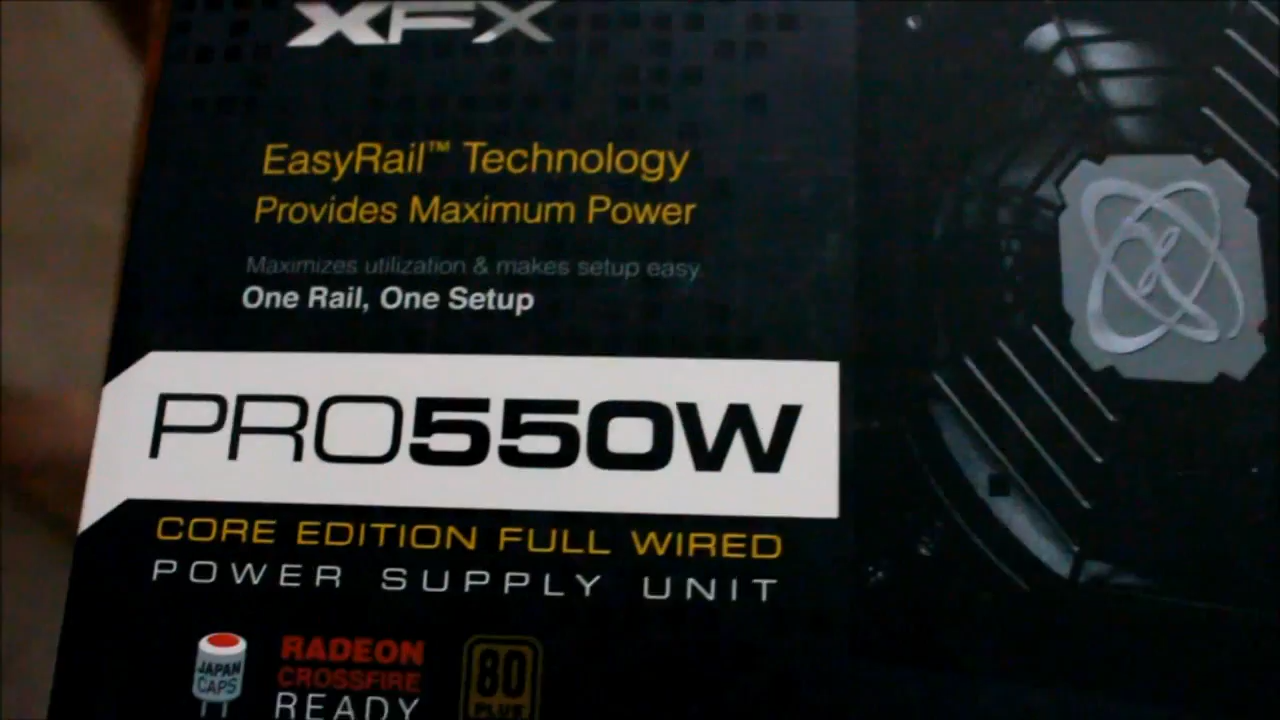 XFX
EasyRail™ Technology
Provides Maximum Power
Maximizes utilization & makes setup easy.
One Rail, One Setup
PRO550W
CORE EDITION FULL WIRED
POWER SUPPLY UNIT
JAPAN
CAPS
RADEON
CROSSFIRE
READY
80
PLUS